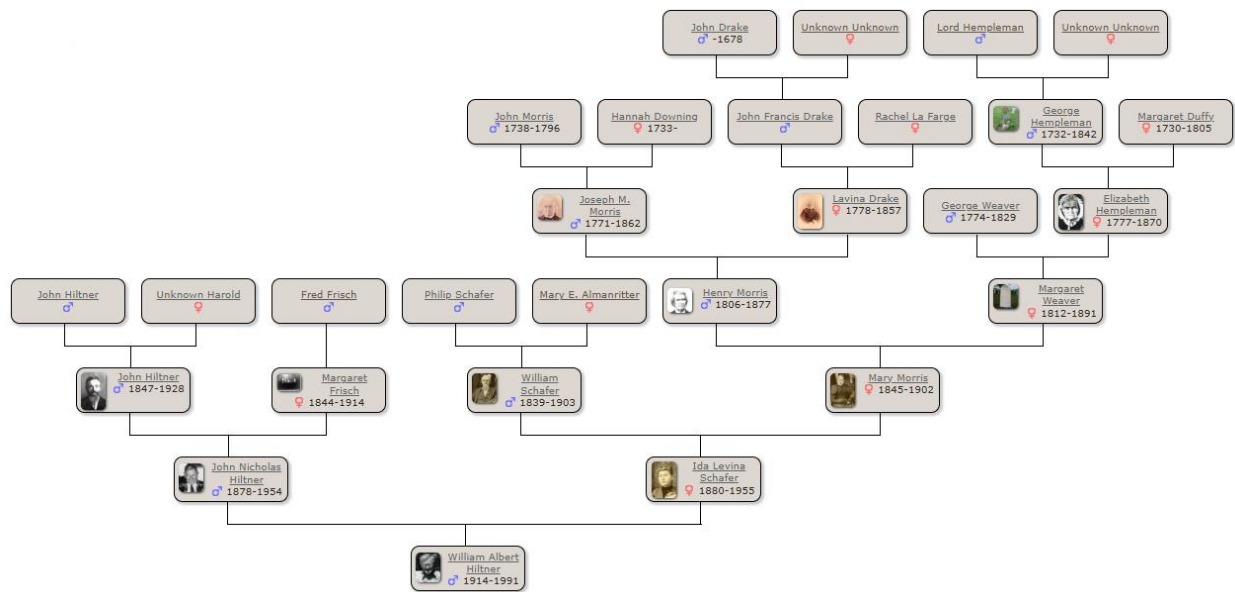 John Drake
♂ -1678
Unknown Unknown
♀
Lord Hempleman
♂
Unknown Unknown
♀
John Morris
♂ 1738-1796
Hannah Downing
♀ 1733-
John Francis Drake
♂
Rachel La Farge
♀
George
Hempleman
♂ 1732-1842
Margaret Duffy
♀ 1730-1805
Joseph M.
Morris
♂ 1771-1862
Lavina Drake
♀ 1778-1857
George Weaver
♂ 1774-1829
Elizabeth
Hempleman
♀ 1777-1870
John Hiltner
♂
Unknown Harold
♀
Fred Frisch
♂
Philip Schafer
♂
Mary E. Almanritter
♀
Henry Morris
♂ 1806-1877
Margaret
Weaver
♀ 1812-1891
John Hiltner
♂ 1847-1928
Margaret
Frisch
♀ 1844-1914
William
Schafer
♂ 1839-1903
Mary Morris
♀ 1845-1902
John Nicholas
Hiltner
♂ 1878-1954
Ida Levina
Schafer
♀ 1880-1955
William Albert
Hiltner
♂ 1914-1991